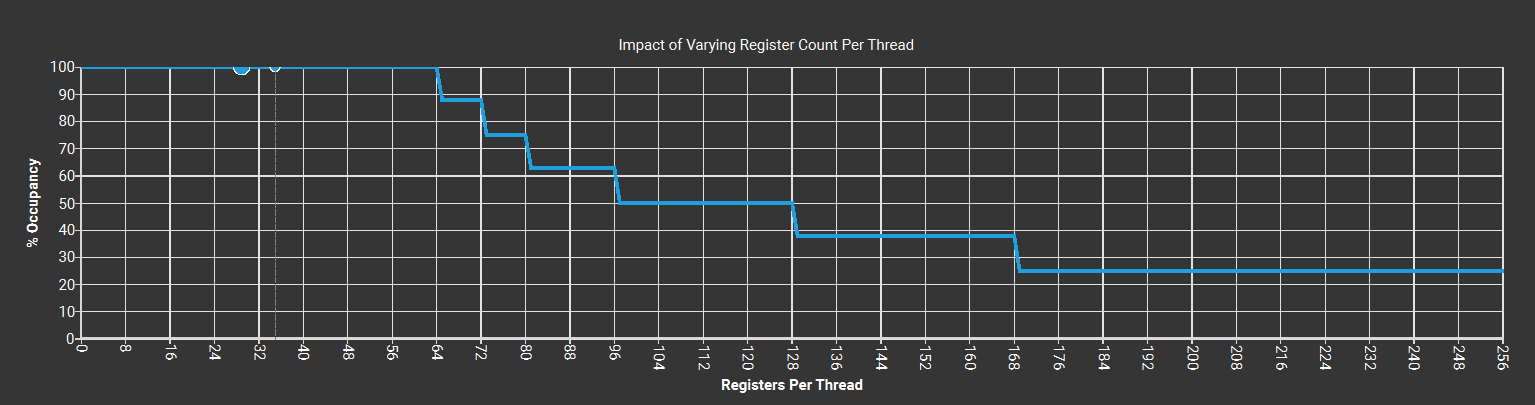 Impact of Varying Register Count Per Thread
100
90
80
70
60
50
40
30
20
10
0
% Occupancy
0 8 16 24 32 40 48 56 64 72 80 88 96 104 112 120 128 136 144 152 160 168 176 184 192 200 208 216 224 232 240 248 256
Registers Per Thread